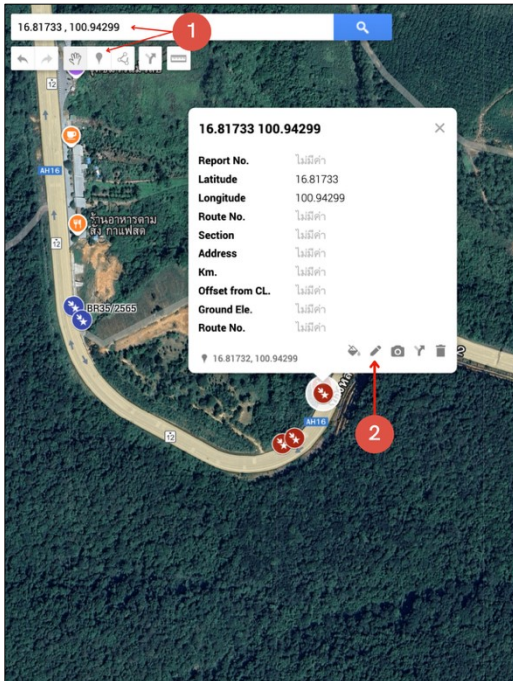 16.81733 , 100.94299
1
12
AH16
ร้านอาหารตาม
สั่ง กาแฟสด
12
BR35/2565
16.81733 100.94299
Report No. ไม่มีค่า
Latitude 16.81733
Longitude 100.94299
Route No. ไม่มีค่า
Section ไม่มีค่า
Address ไม่มีค่า
Km. ไม่มีค่า
Offset from CL. ไม่มีค่า
Ground Ele. ไม่มีค่า
Route No. ไม่มีค่า
16.81732, 100.94299
2
AH16
12
2